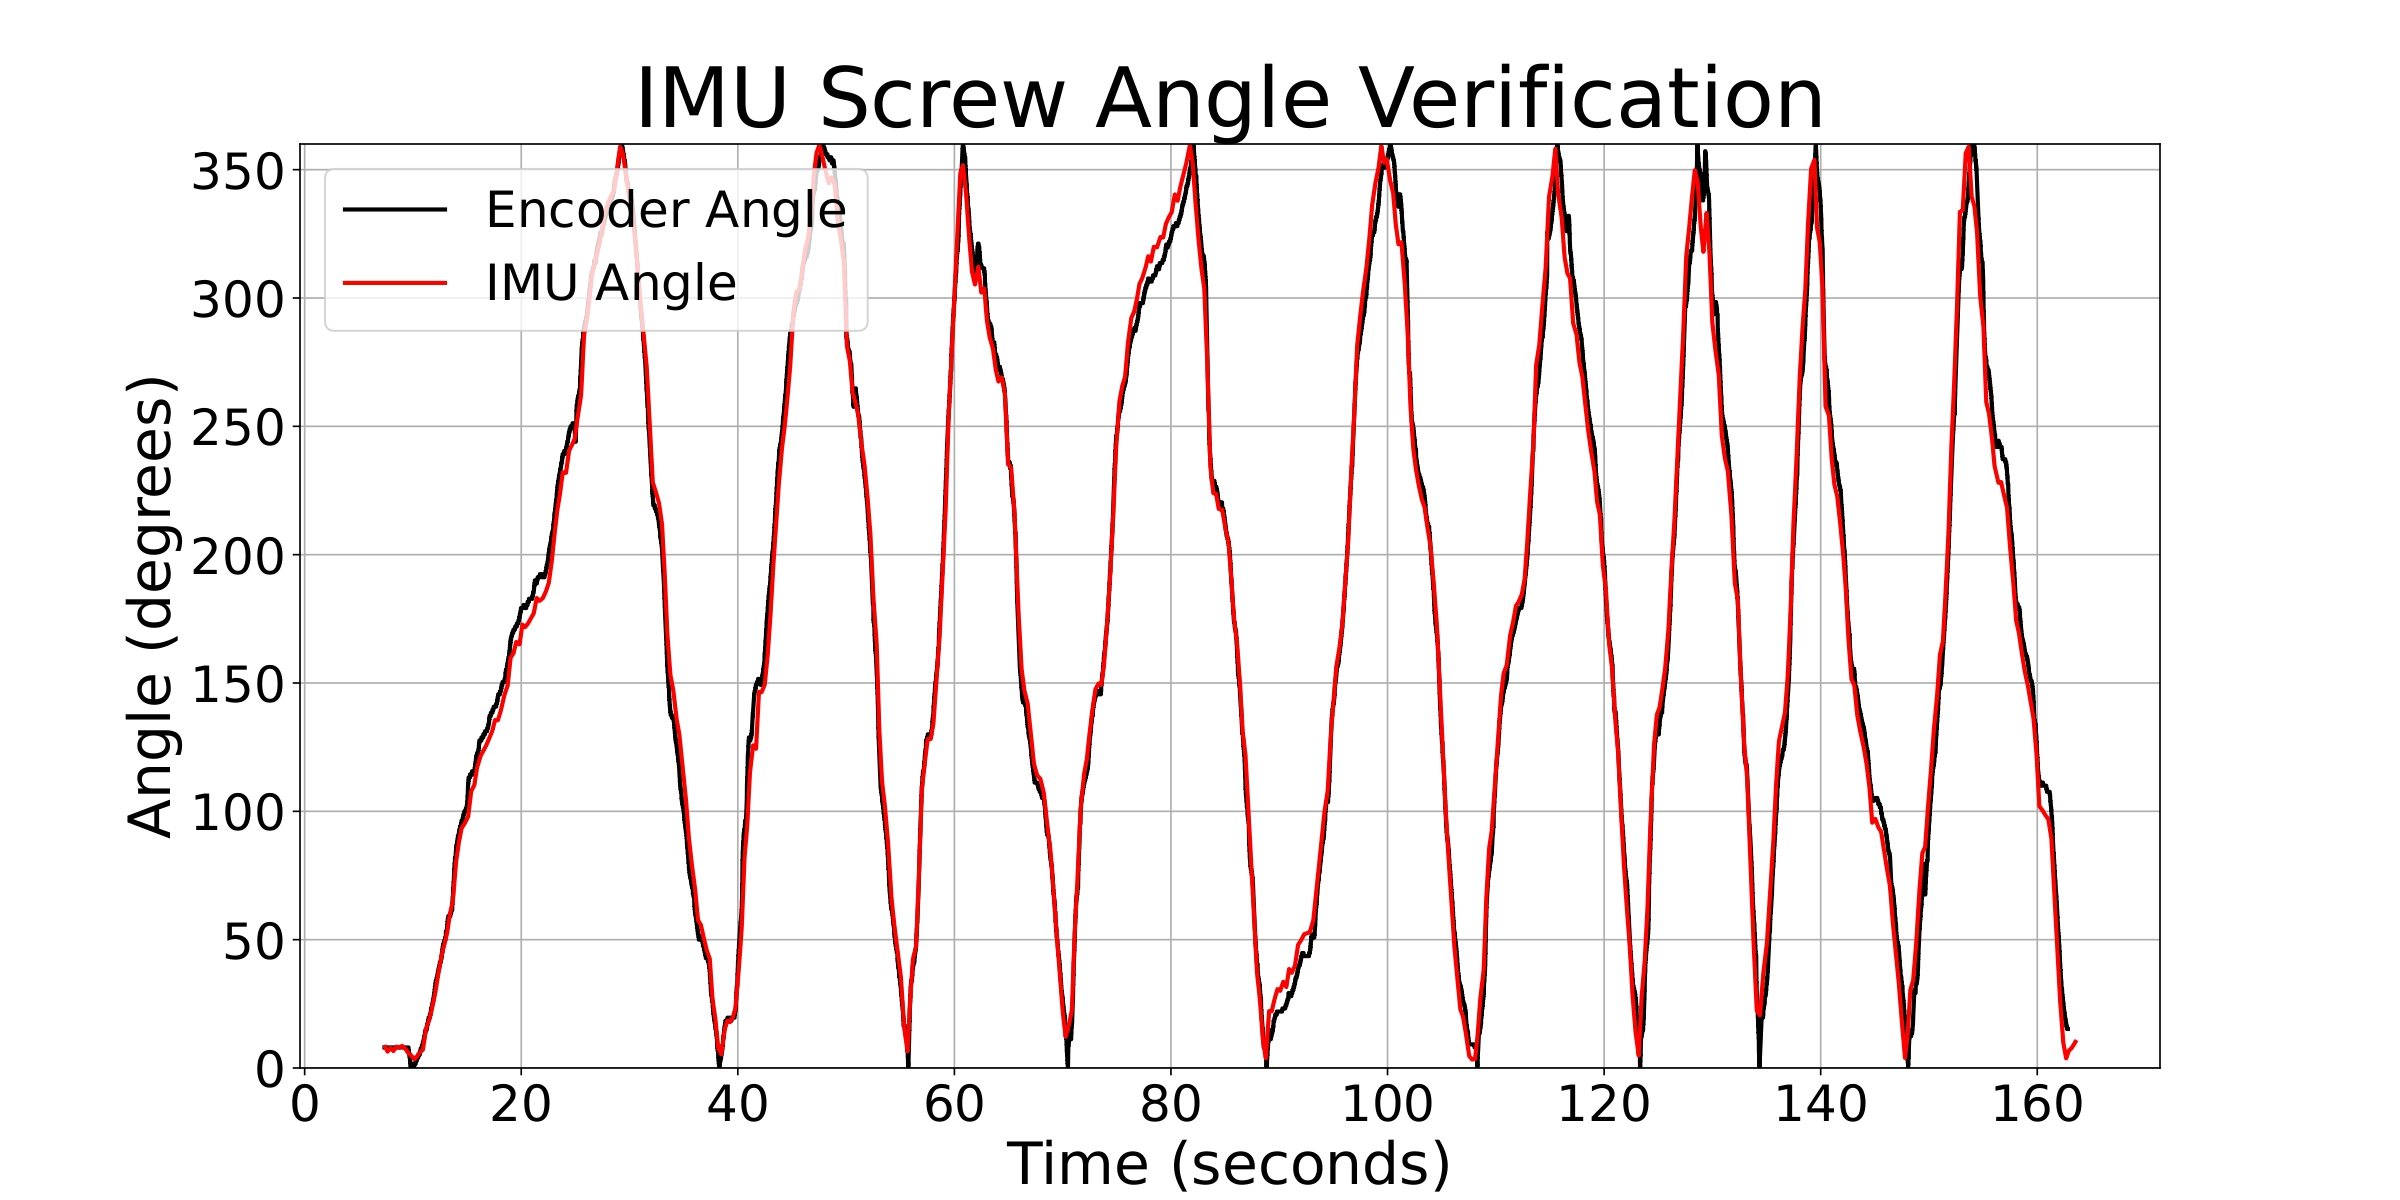 IMU Screw Angle Verification
Encoder Angle
IMU Angle
Angle (degrees)
350
300
250
200
150
100
50
0
0 20 40 60 80 100 120 140 160
Time (seconds)